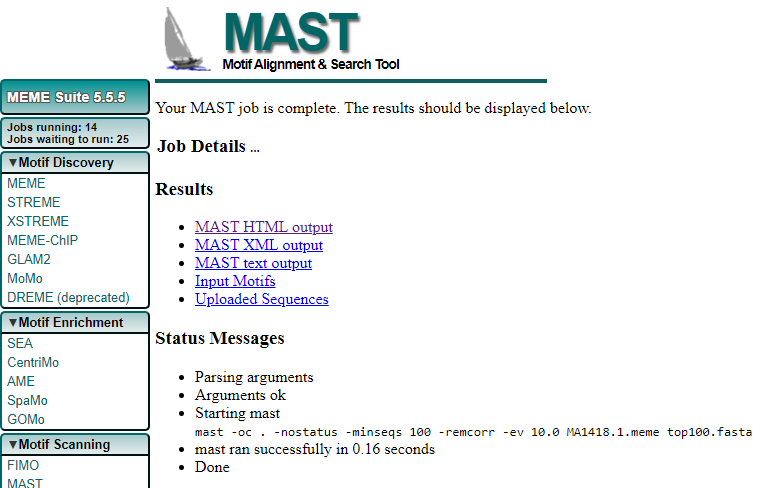 MAST
Motif Alignment & Search Tool
MEME Suite 5.5.5
Jobs running: 14
Jobs waiting to run: 25
▼Motif Discovery
MEME
STREME
XSTREME
MEME-ChIP
GLAM2
MoMo
DREME (deprecated)
▼Motif Enrichment
SEA
CentriMo
AME
SpaMo
GOMo
▼Motif Scanning
FIMO
MAST
Your MAST job is complete. The results should be displayed below.
Job Details ...
Results
• MAST HTML output
• MAST XML output
• MAST text output
• Input Motifs
• Uploaded Sequences
Status Messages
• Parsing arguments
• Arguments ok
• Starting mast
mast -oc . -nostatus -minseqs 100 -remcorr -ev 10.0 MA1418.1.meme top100.fasta
• mast ran successfully in 0.16 seconds
• Done